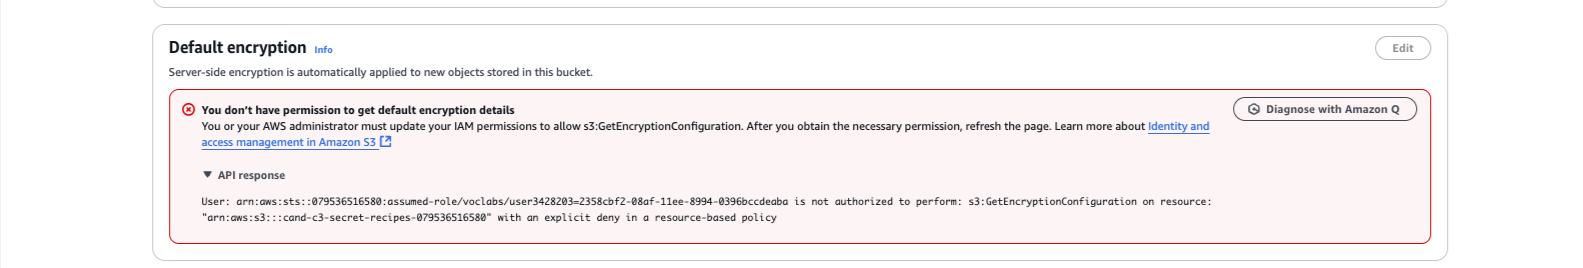 Default encryption Info
Edit
Server-side encryption is automatically applied to new objects stored in this bucket.
You don’t have permission to get default encryption details
Diagnose with Amazon Q
You or your AWS administrator must update your IAM permissions to allow s3:GetEncryptionConfiguration. After you obtain the necessary permission, refresh the page. Learn more about Identity and
access management in Amazon S3
API response
User: arn:aws:sts::079536516580:assumed-role/voclabs/user3428203=2358cbf2-08af-11ee-8994-0396bccdeaba is not authorized to perform: s3:GetEncryptionConfiguration on resource:
"arn:aws:s3:::cand-c3-secret-recipes-079536516580" with an explicit deny in a resource-based policy